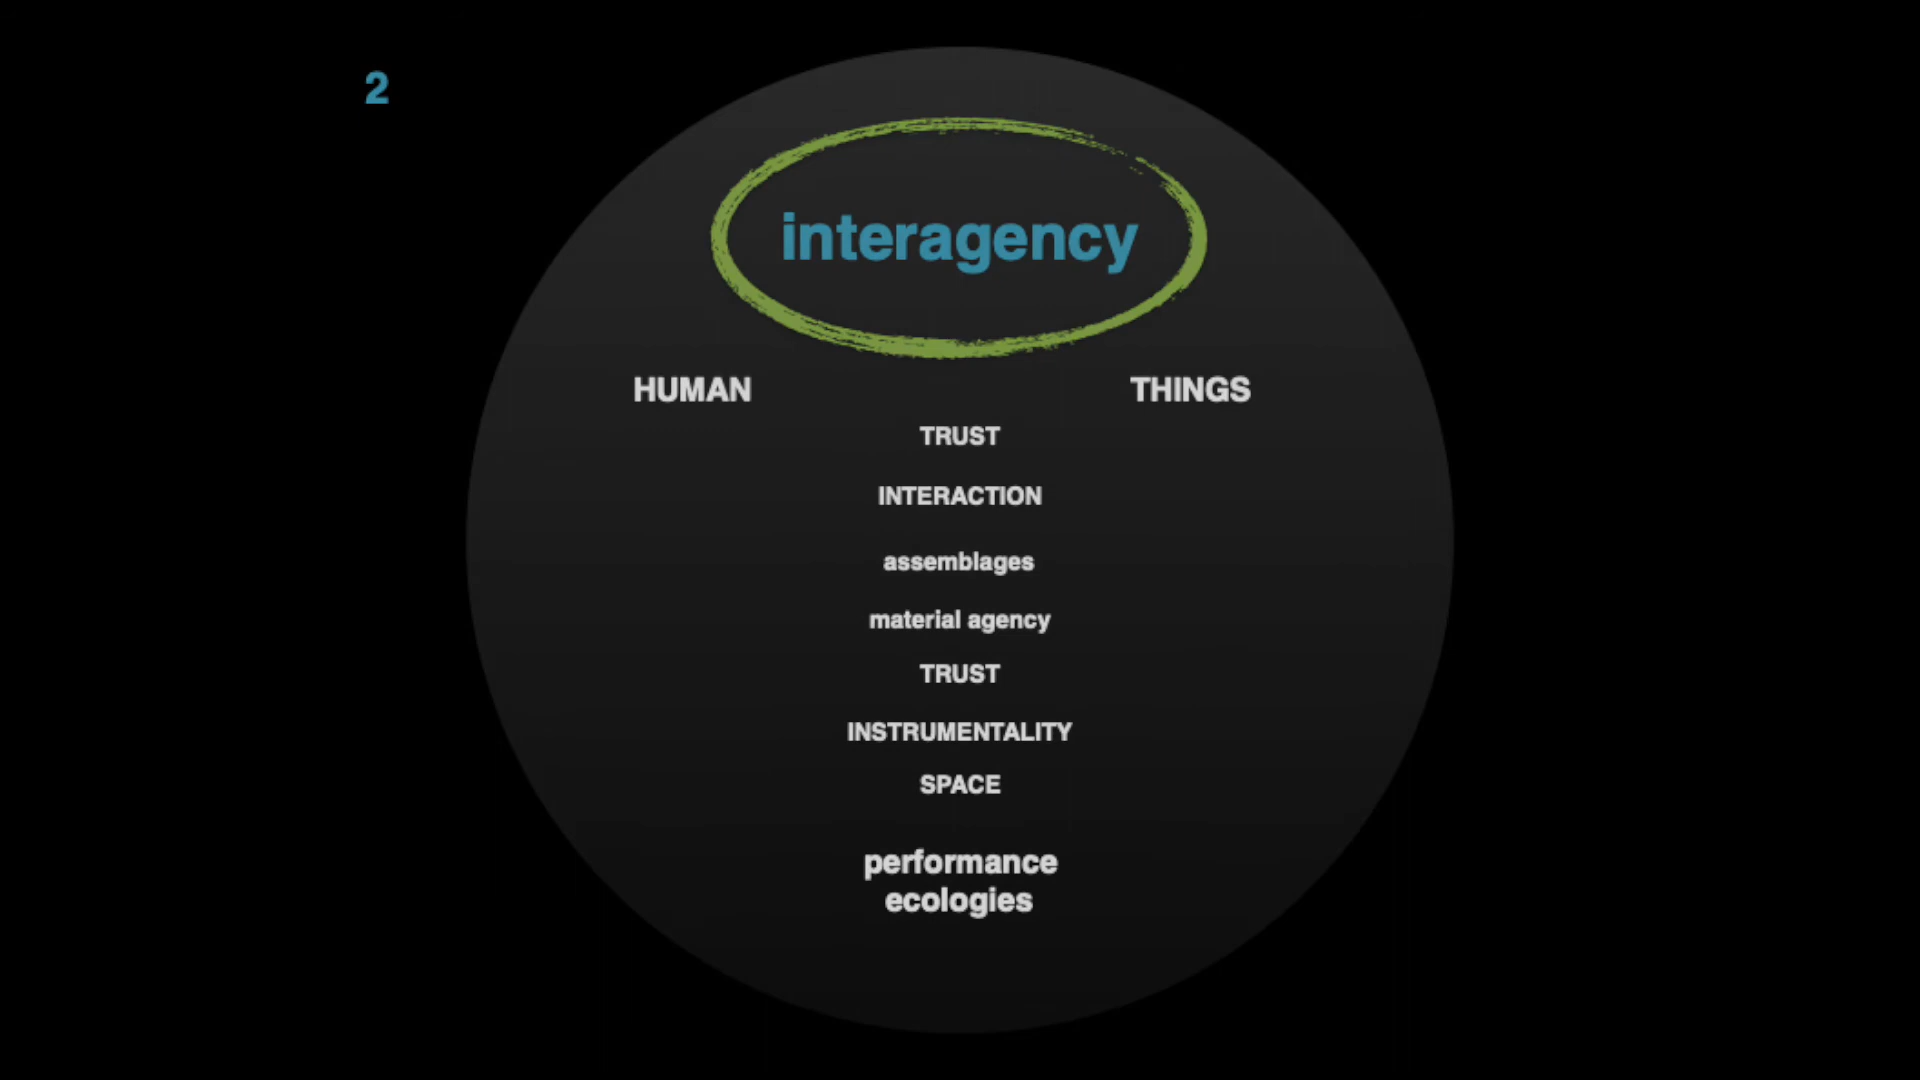 2
interagency
HUMAN THINGS
TRUST
INTERACTION
assemblages
material agency
TRUST
INSTRUMENTALITY
SPACE
performance
ecologies